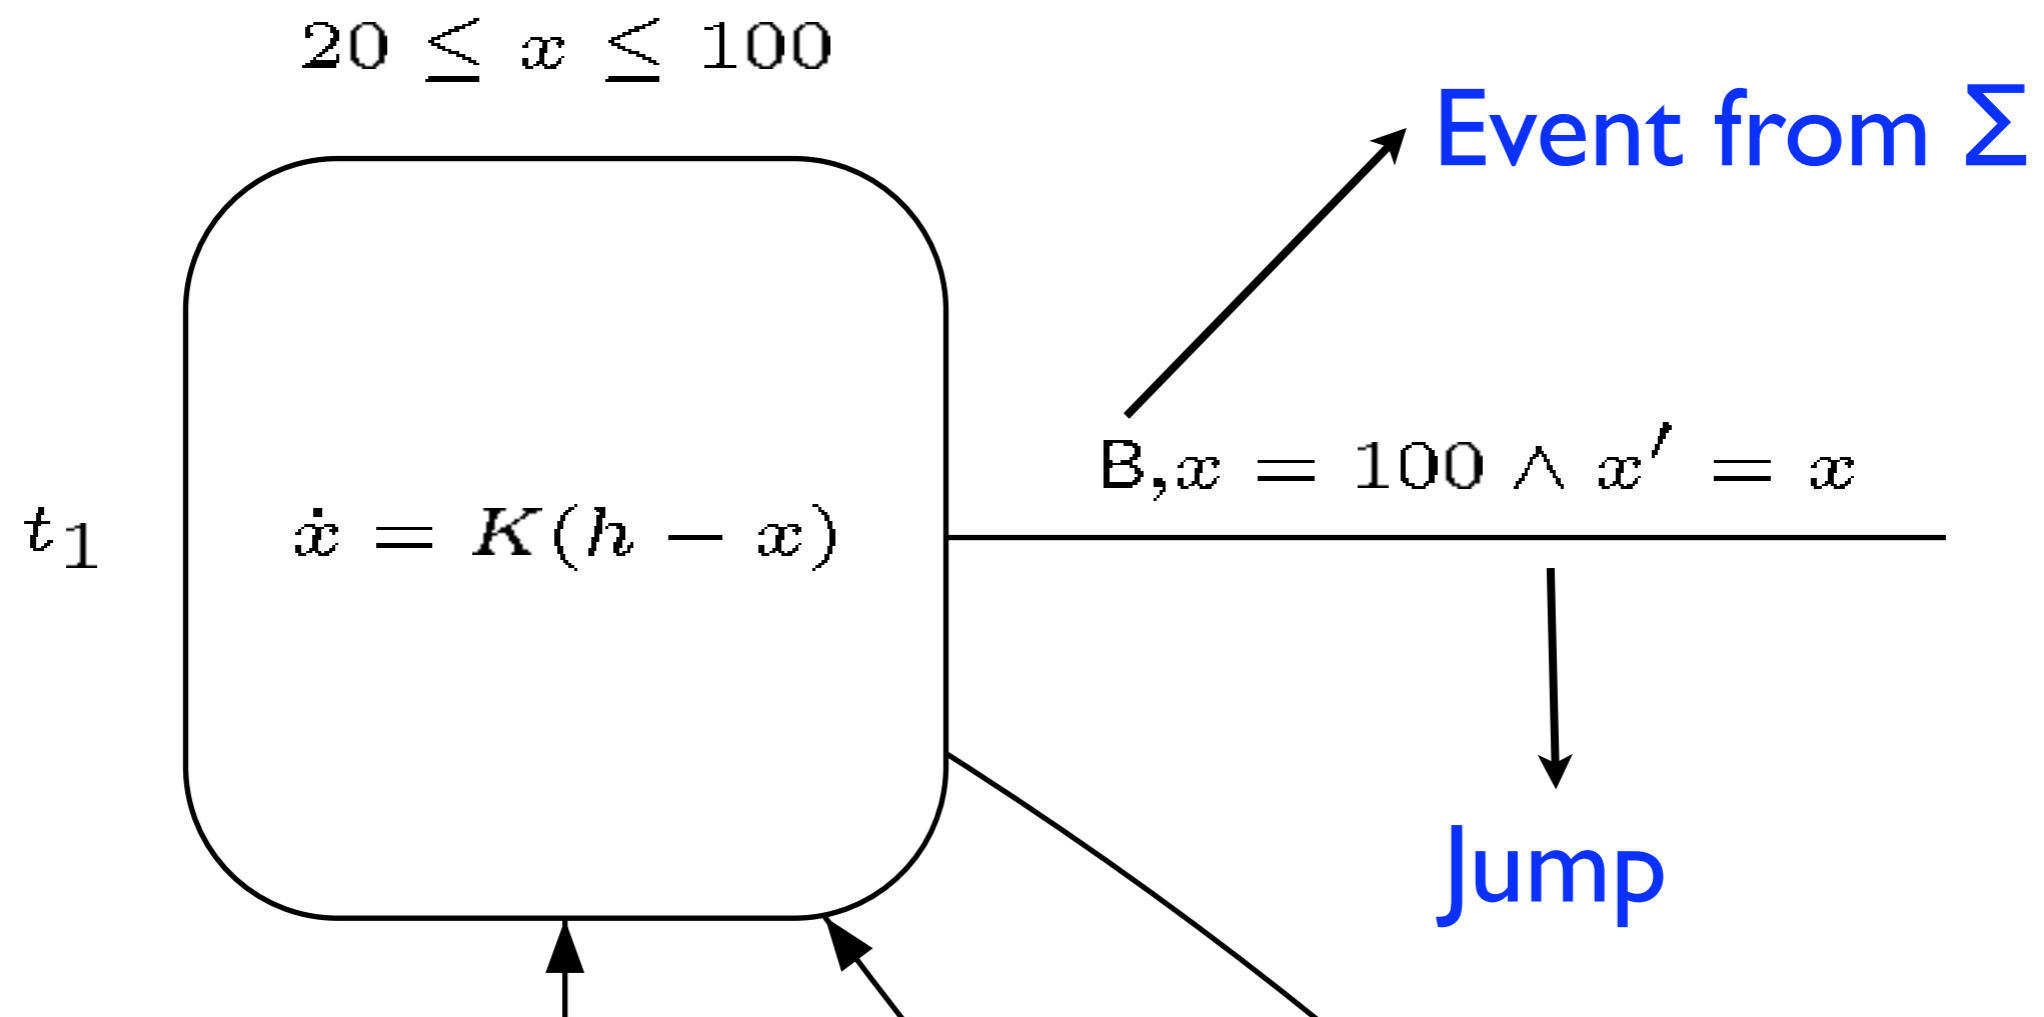 20 ≤ x ≤ 100
Event from Σ
B,x = 100 ∧ x′ = x
t₁
ẋ = K(h − x)
Jump